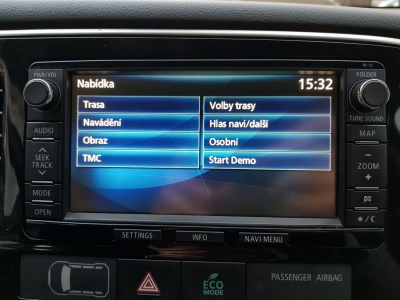 W-13
PWR/VOL
FOLDER
TUNE SOUND
Nabídka
15:32
Trasa
Volby trasy
Navádění
Hlas navi/další
Obraz
Osobní
TMC
Start Demo
AUDIO
SEEK
TRACK
MODE
OPEN
MAP
ZOOM
SETTINGS
INFO
NAVI MENU
ECO
MODE
PASSENGER AIRBAG